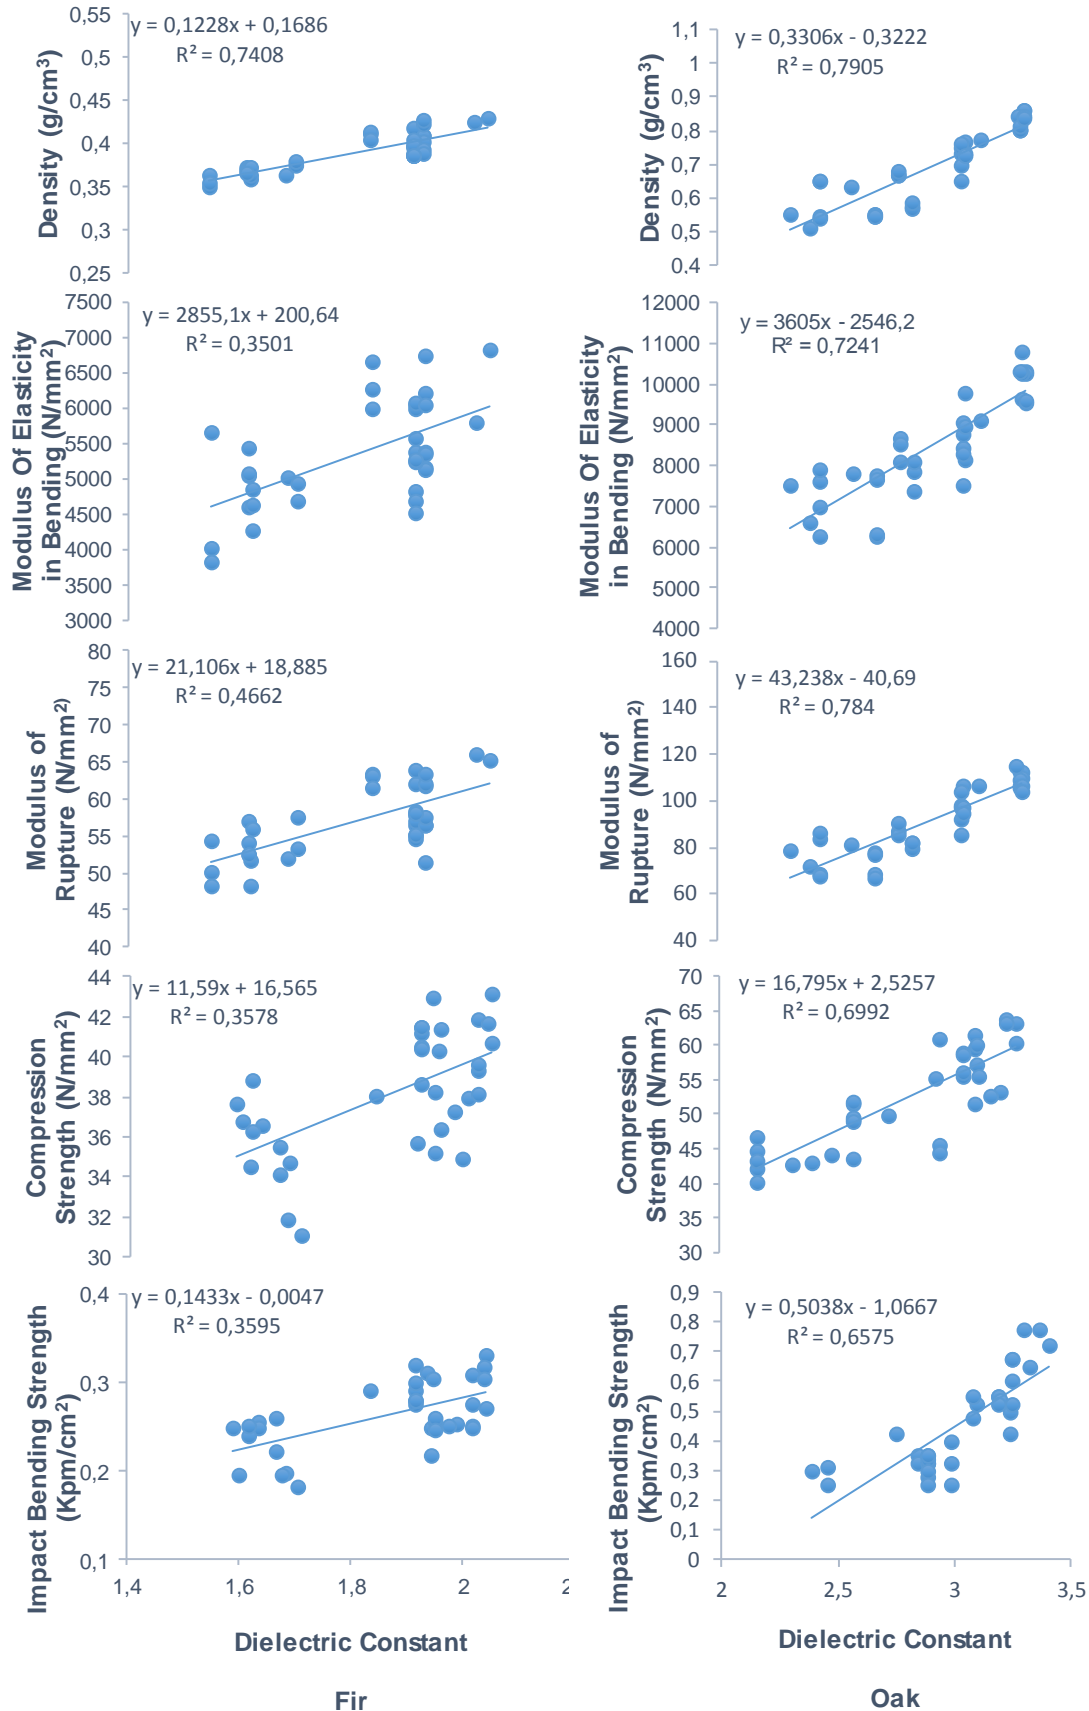 Density (g/cm³)
0,55
0,5
0,45
0,4
0,35
0,3
0,25
y = 0,1228x + 0,1686
R² = 0,7408
Density (g/cm³)
1,1
1
0,9
0,8
0,7
0,6
0,5
0,4
y = 0,3306x - 0,3222
R² = 0,7905
Modulus Of Elasticity
in Bending (N/mm²)
7500
7000
6500
6000
5500
5000
4500
4000
3500
3000
y = 2855,1x + 200,64
R² = 0,3501
Modulus Of Elasticity
in Bending (N/mm²)
12000
11000
10000
9000
8000
7000
6000
5000
4000
y = 3605x - 2546,2
R² = 0,7241
Modulus of
Rupture (N/mm²)
80
75
70
65
60
55
50
45
40
y = 21,106x + 18,885
R² = 0,4662
Modulus of
Rupture (N/mm²)
160
140
120
100
80
60
40
y = 43,238x - 40,69
R² = 0,784
Compression
Strength (N/mm²)
44
42
40
38
36
34
32
30
y = 11,59x + 16,565
R² = 0,3578
Compression
Strength (N/mm²)
70
65
60
55
50
45
40
35
30
y = 16,795x + 2,5257
R² = 0,6992
Impact Bending Strength
(Kpm/cm²)
0,4
0,3
0,2
0,1
y = 0,1433x - 0,0047
R² = 0,3595
1,4 1,6 1,8 2 2
Dielectric Constant
Fir
Impact Bending Strength
(Kpm/cm²)
0,9
0,8
0,7
0,6
0,5
0,4
0,3
0,2
0,1
0
y = 0,5038x - 1,0667
R² = 0,6575
2 2,5 3 3,5
Dielectric Constant
Oak